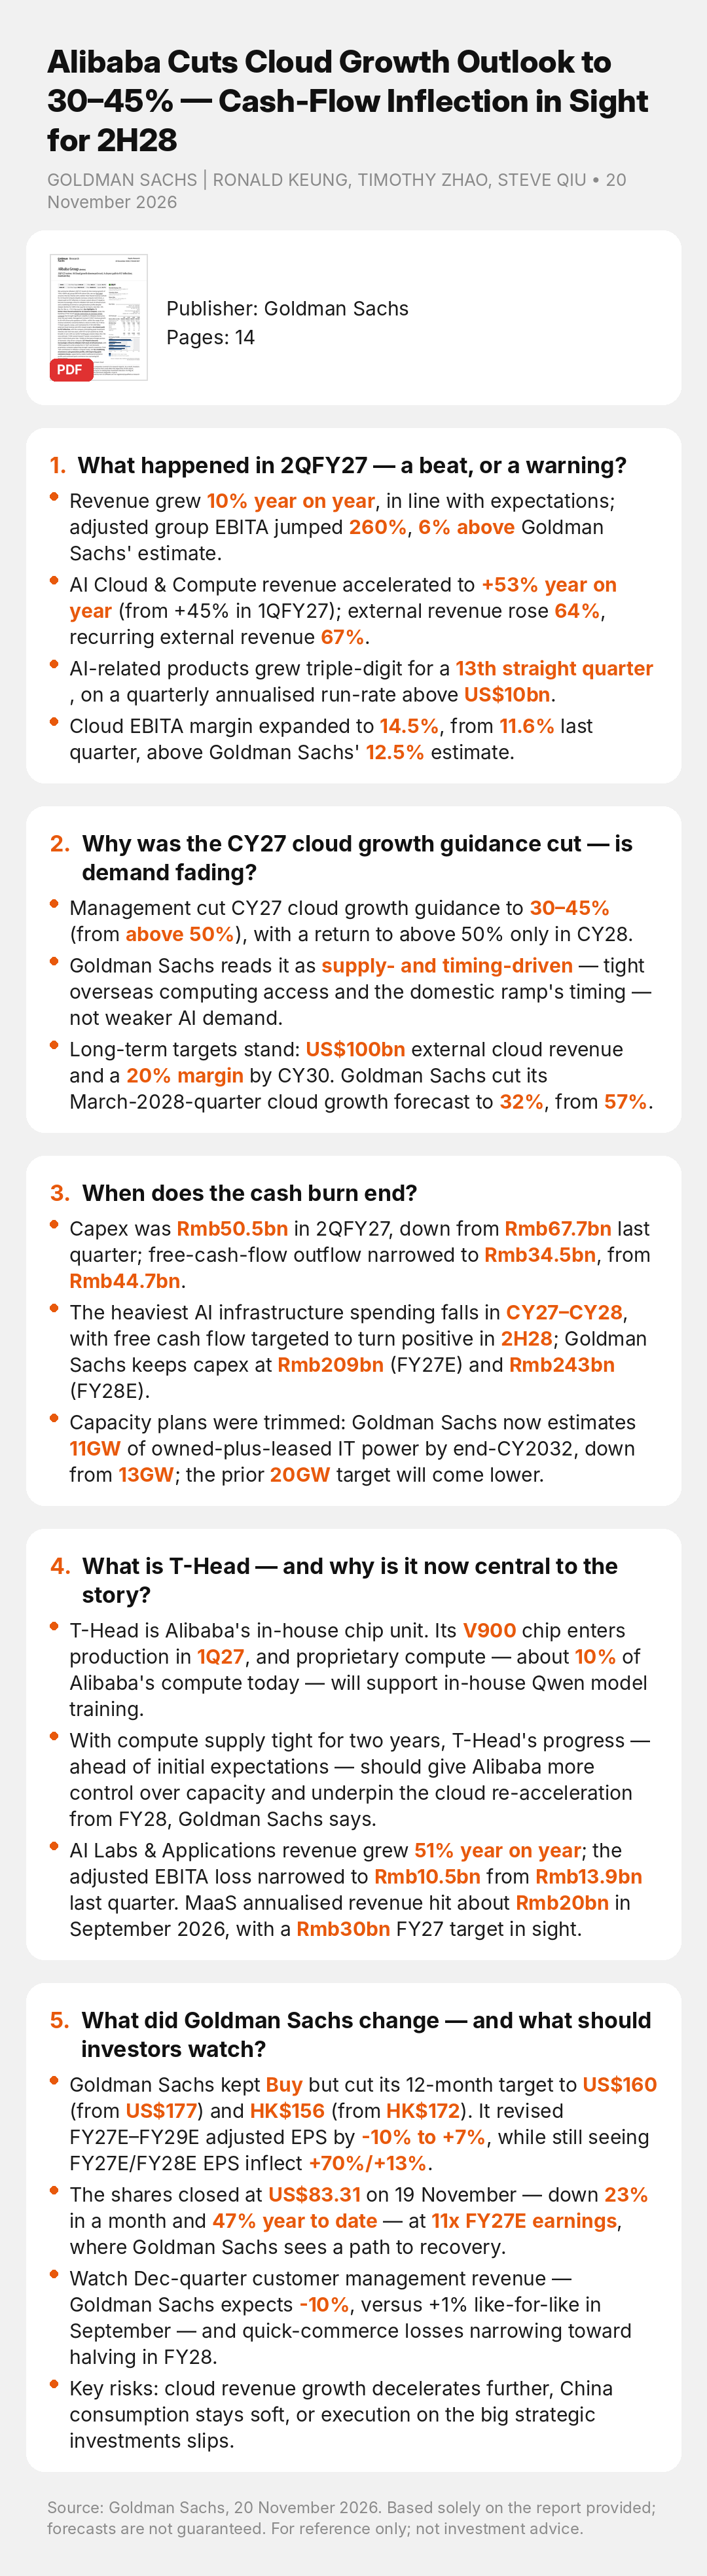 Alibaba Cuts Cloud Growth Outlook to
30–45% — Cash-Flow Inflection in Sight
for 2H28
GOLDMAN SACHS | RONALD KEUNG, TIMOTHY ZHAO, STEVE QIU • 20
November 2026
PDF
Publisher: Goldman Sachs
Pages: 14
1. What happened in 2QFY27 — a beat, or a warning?
• Revenue grew 10% year on year, in line with expectations;
adjusted group EBITA jumped 260%, 6% above Goldman
Sachs' estimate.
• AI Cloud & Compute revenue accelerated to +53% year on
year (from +45% in 1QFY27); external revenue rose 64%,
recurring external revenue 67%.
• AI-related products grew triple-digit for a 13th straight quarter
, on a quarterly annualised run-rate above US$10bn.
• Cloud EBITA margin expanded to 14.5%, from 11.6% last
quarter, above Goldman Sachs' 12.5% estimate.
2. Why was the CY27 cloud growth guidance cut — is
demand fading?
• Management cut CY27 cloud growth guidance to 30–45%
(from above 50%), with a return to above 50% only in CY28.
• Goldman Sachs reads it as supply- and timing-driven — tight
overseas computing access and the domestic ramp's timing —
not weaker AI demand.
• Long-term targets stand: US$100bn external cloud revenue
and a 20% margin by CY30. Goldman Sachs cut its
March-2028-quarter cloud growth forecast to 32%, from 57%.
3. When does the cash burn end?
• Capex was Rmb50.5bn in 2QFY27, down from Rmb67.7bn last
quarter; free-cash-flow outflow narrowed to Rmb34.5bn, from
Rmb44.7bn.
• The heaviest AI infrastructure spending falls in CY27–CY28,
with free cash flow targeted to turn positive in 2H28; Goldman
Sachs keeps capex at Rmb209bn (FY27E) and Rmb243bn
(FY28E).
• Capacity plans were trimmed: Goldman Sachs now estimates
11GW of owned-plus-leased IT power by end-CY2032, down
from 13GW; the prior 20GW target will come lower.
4. What is T-Head — and why is it now central to the
story?
• T-Head is Alibaba's in-house chip unit. Its V900 chip enters
production in 1Q27, and proprietary compute — about 10% of
Alibaba's compute today — will support in-house Qwen model
training.
• With compute supply tight for two years, T-Head's progress —
ahead of initial expectations — should give Alibaba more
control over capacity and underpin the cloud re-acceleration
from FY28, Goldman Sachs says.
• AI Labs & Applications revenue grew 51% year on year; the
adjusted EBITA loss narrowed to Rmb10.5bn from Rmb13.9bn
last quarter. MaaS annualised revenue hit about Rmb20bn in
September 2026, with a Rmb30bn FY27 target in sight.
5. What did Goldman Sachs change — and what should
investors watch?
• Goldman Sachs kept Buy but cut its 12-month target to US$160
(from US$177) and HK$156 (from HK$172). It revised
FY27E–FY29E adjusted EPS by -10% to +7%, while still seeing
FY27E/FY28E EPS inflect +70%/+13%.
• The shares closed at US$83.31 on 19 November — down 23%
in a month and 47% year to date — at 11x FY27E earnings,
where Goldman Sachs sees a path to recovery.
• Watch Dec-quarter customer management revenue —
Goldman Sachs expects -10%, versus +1% like-for-like in
September — and quick-commerce losses narrowing toward
halving in FY28.
• Key risks: cloud revenue growth decelerates further, China
consumption stays soft, or execution on the big strategic
investments slips.
Source: Goldman Sachs, 20 November 2026. Based solely on the report provided;
forecasts are not guaranteed. For reference only; not investment advice.